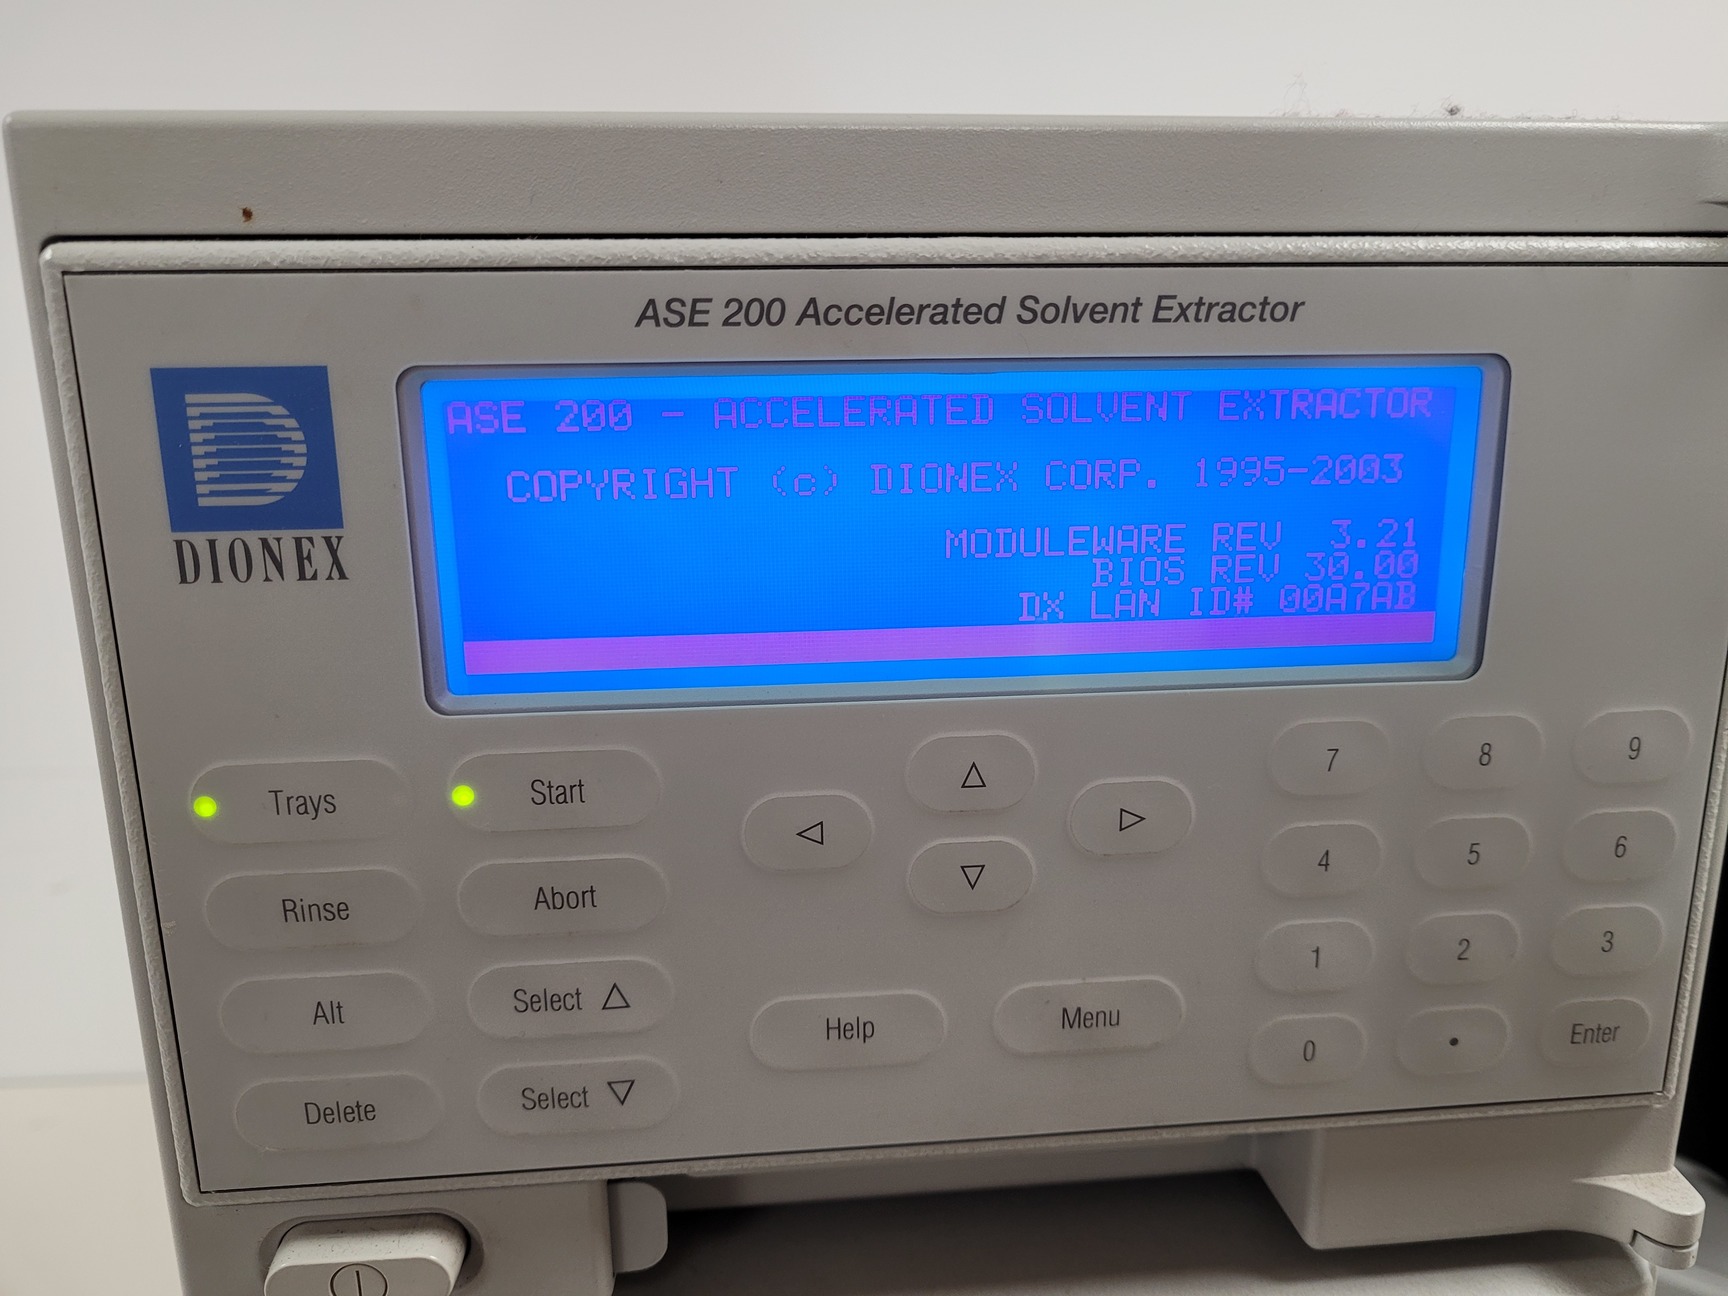 ASE 200 Accelerated Solvent Extractor
DIONEX
ASE 200 - ACCELERATED SOLVENT EXTRACTOR
COPYRIGHT (c) DIONEX CORP. 1995-2003
MODULEWARE REV 3.21
BIOS REV 30.00
DX LAN ID# 00A7AB
Trays
Start
Rinse
Abort
Alt
Select △
Delete
Select ▽
△
◁
▷
▽
Help
Menu
7 8 9
4 5 6
1 2 3
0 • Enter